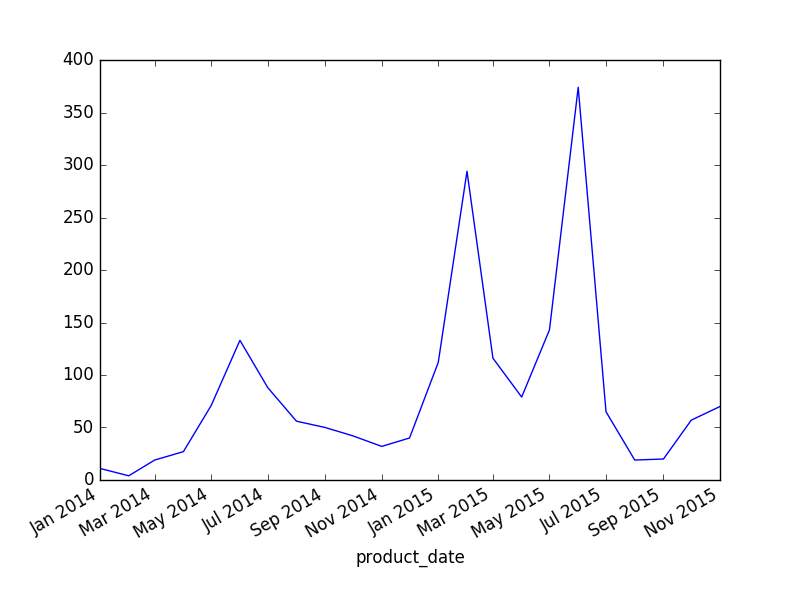 400
350
300
250
200
150
100
50
0
Jan 2014
Mar 2014
May 2014
Jul 2014
Sep 2014
Nov 2014
Jan 2015
Mar 2015
May 2015
Jul 2015
Sep 2015
Nov 2015
product_date